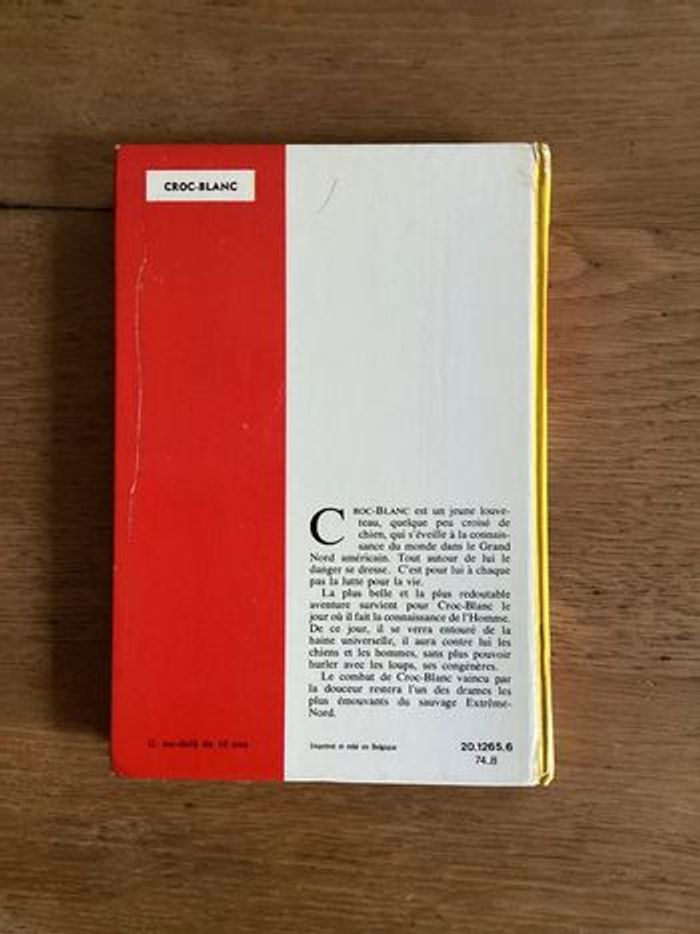 CROC-BLANC
CROC-BLANC est un jeune louve-
teau, quelque peu croisé de
chien, qui s'éveille à la connais-
sance du monde dans le Grand
Nord américain. Tout autour de lui le
danger se dresse. C'est pour lui à chaque
pas la lutte pour la vie.
La plus belle et la plus redoutable
aventure survient pour Croc-Blanc le
jour où il fait la connaissance de l'Homme.
De ce jour, il se verra entouré de la
haine universelle, il aura contre lui les
chiens et les hommes, sans plus pouvoir
hurler avec les loups, ses congénères.
Le combat de Croc-Blanc vaincu par
la douceur restera l'un des drames les
plus émouvants du sauvage Extrême-
Nord.
au-delà de 10 ans
Imprimé et relié en Belgique
20.1265.6
74.8